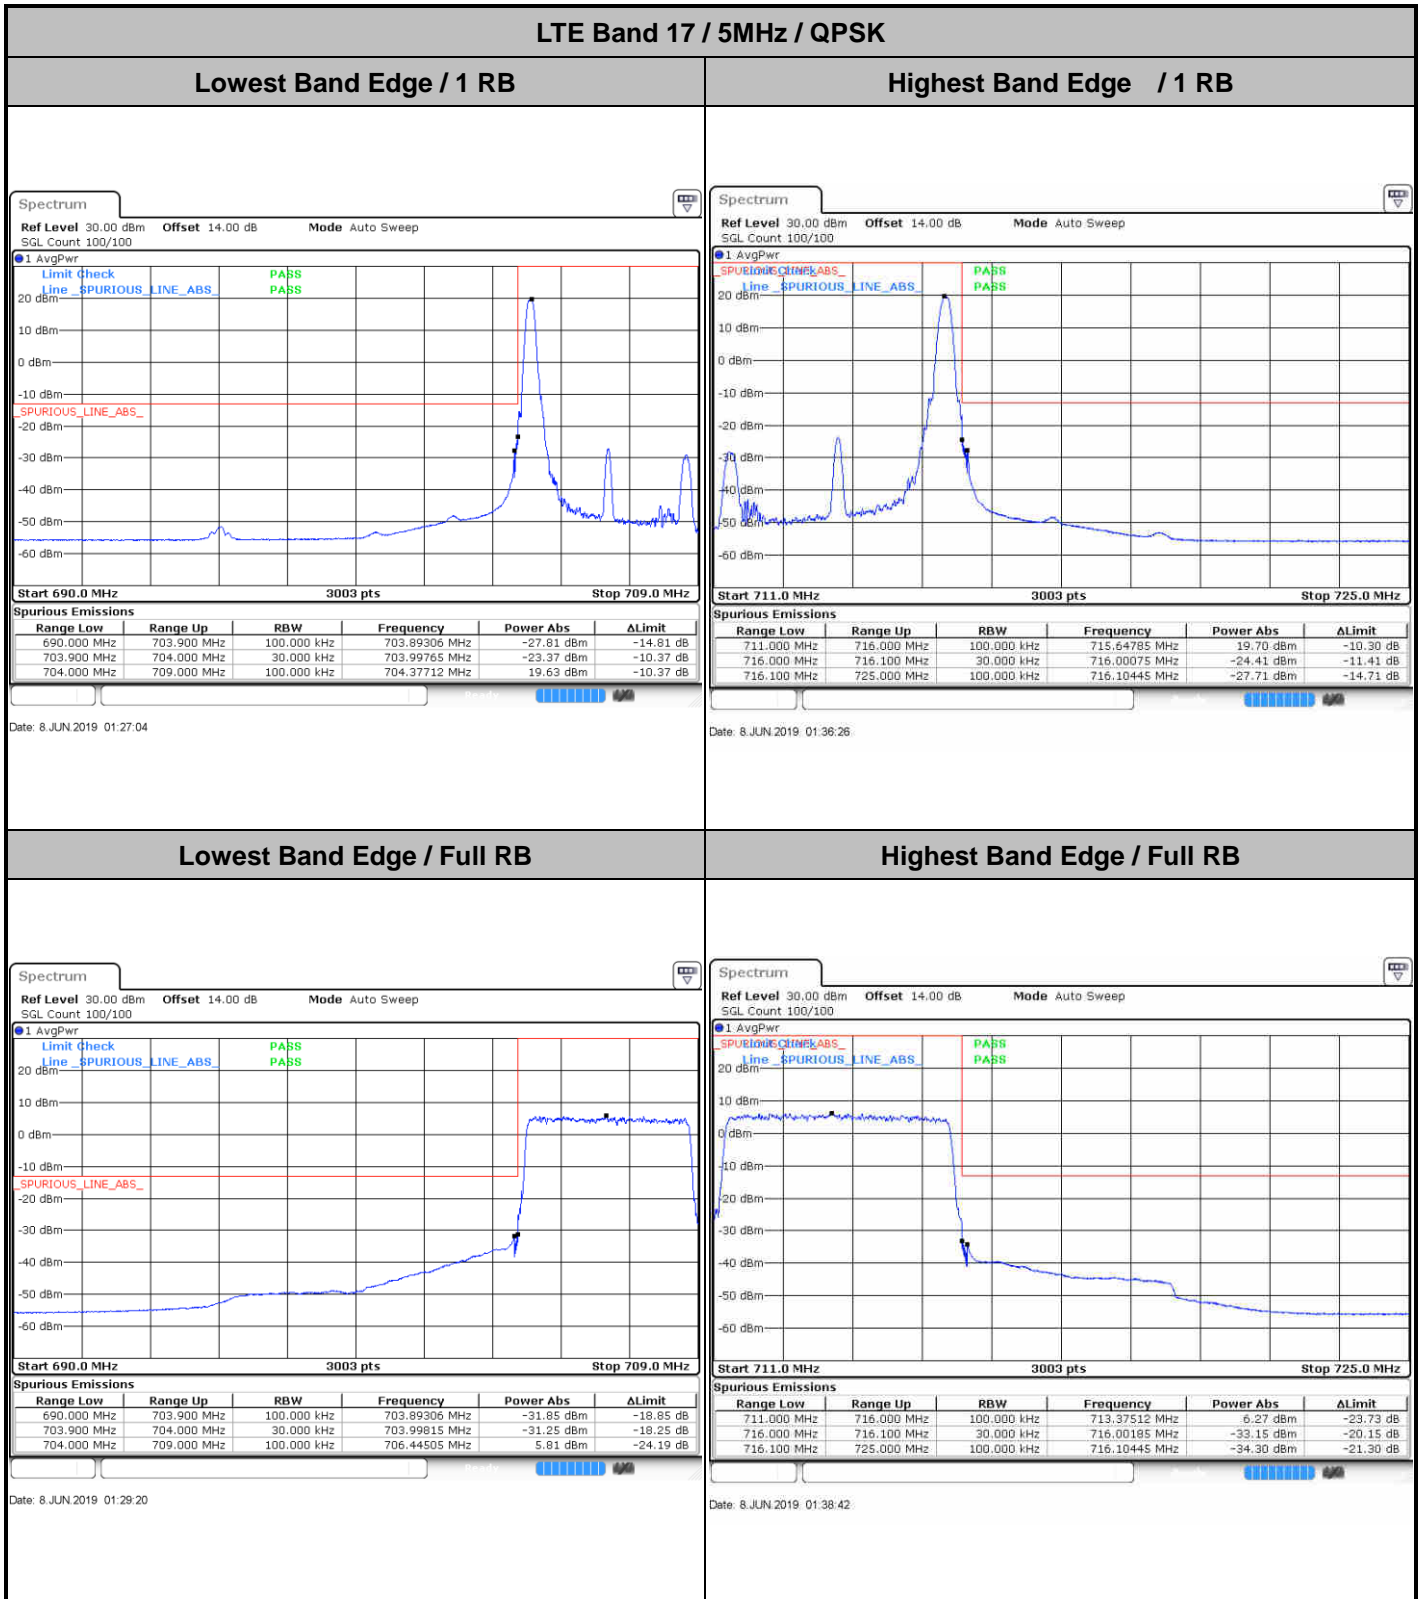 LTE Band 17 / 5MHz / QPSK
Lowest Band Edge / 1 RB
Highest Band Edge / 1 RB
Spectrum
Ref Level 30.00 dBm Offset 14.00 dB Mode Auto Sweep
SGL Count 100/100
1 AvgPwr
Limit Check PASS
Line _SPURIOUS_LINE_ABS_ PASS
20 dBm
10 dBm
0 dBm
-10 dBm
_SPURIOUS_LINE_ABS_
-20 dBm
-30 dBm
-40 dBm
-50 dBm
-60 dBm
Start 690.0 MHz 3003 pts Stop 709.0 MHz
Spurious Emissions
Range Low Range Up RBW Frequency Power Abs ΔLimit
690.000 MHz 703.900 MHz 100.000 kHz 703.89306 MHz -27.81 dBm -14.81 dB
703.900 MHz 704.000 MHz 30.000 kHz 703.99765 MHz -23.37 dBm -10.37 dB
704.000 MHz 709.000 MHz 100.000 kHz 704.37712 MHz 19.63 dBm -10.37 dB
Date: 8.JUN.2019 01:27:04
Spectrum
Ref Level 30.00 dBm Offset 14.00 dB Mode Auto Sweep
SGL Count 100/100
1 AvgPwr
_SPURIOUS_LINE_ABS_
Limit Check PASS
Line _SPURIOUS_LINE_ABS_ PASS
20 dBm
10 dBm
0 dBm
-10 dBm
-20 dBm
-30 dBm
-40 dBm
-50 dBm
-60 dBm
Start 711.0 MHz 3003 pts Stop 725.0 MHz
Spurious Emissions
Range Low Range Up RBW Frequency Power Abs ΔLimit
711.000 MHz 716.000 MHz 100.000 kHz 715.64785 MHz 19.70 dBm -10.30 dB
716.000 MHz 716.100 MHz 30.000 kHz 716.00075 MHz -24.41 dBm -11.41 dB
716.100 MHz 725.000 MHz 100.000 kHz 716.10445 MHz -27.71 dBm -14.71 dB
Date: 8.JUN.2019 01:36:26
Lowest Band Edge / Full RB
Highest Band Edge / Full RB
Spectrum
Ref Level 30.00 dBm Offset 14.00 dB Mode Auto Sweep
SGL Count 100/100
1 AvgPwr
Limit Check PASS
Line _SPURIOUS_LINE_ABS_ PASS
20 dBm
10 dBm
0 dBm
-10 dBm
_SPURIOUS_LINE_ABS_
-20 dBm
-30 dBm
-40 dBm
-50 dBm
-60 dBm
Start 690.0 MHz 3003 pts Stop 709.0 MHz
Spurious Emissions
Range Low Range Up RBW Frequency Power Abs ΔLimit
690.000 MHz 703.900 MHz 100.000 kHz 703.89306 MHz -31.85 dBm -18.85 dB
703.900 MHz 704.000 MHz 30.000 kHz 703.99815 MHz -31.25 dBm -18.25 dB
704.000 MHz 709.000 MHz 100.000 kHz 706.44505 MHz 5.81 dBm -24.19 dB
Date: 8.JUN.2019 01:29:20
Spectrum
Ref Level 30.00 dBm Offset 14.00 dB Mode Auto Sweep
SGL Count 100/100
1 AvgPwr
_SPURIOUS_LINE_ABS_
Limit Check PASS
Line _SPURIOUS_LINE_ABS_ PASS
20 dBm
10 dBm
0 dBm
-10 dBm
-20 dBm
-30 dBm
-40 dBm
-50 dBm
-60 dBm
Start 711.0 MHz 3003 pts Stop 725.0 MHz
Spurious Emissions
Range Low Range Up RBW Frequency Power Abs ΔLimit
711.000 MHz 716.000 MHz 100.000 kHz 713.37512 MHz 6.27 dBm -23.73 dB
716.000 MHz 716.100 MHz 30.000 kHz 716.00185 MHz -33.15 dBm -20.15 dB
716.100 MHz 725.000 MHz 100.000 kHz 716.10445 MHz -34.30 dBm -21.30 dB
Date: 8.JUN.2019 01:38:42